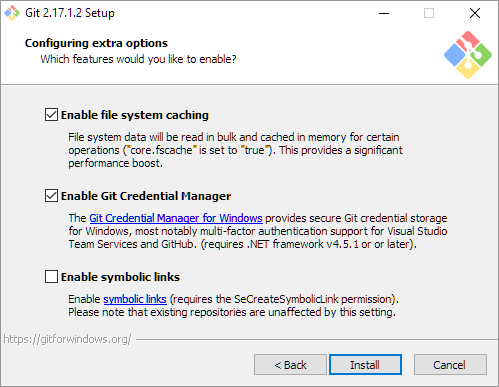 Git 2.17.1.2 Setup
Configuring extra options
Which features would you like to enable?
Enable file system caching
File system data will be read in bulk and cached in memory for certain
operations ("core.fscache" is set to "true"). This provides a significant
performance boost.
Enable Git Credential Manager
The Git Credential Manager for Windows provides secure Git credential storage
for Windows, most notably multi-factor authentication support for Visual Studio
Team Services and GitHub. (requires .NET framework v4.5.1 or or later).
Enable symbolic links
Enable symbolic links (requires the SeCreateSymbolicLink permission).
Please note that existing repositories are unaffected by this setting.
https://gitforwindows.org/
< Back
Install
Cancel